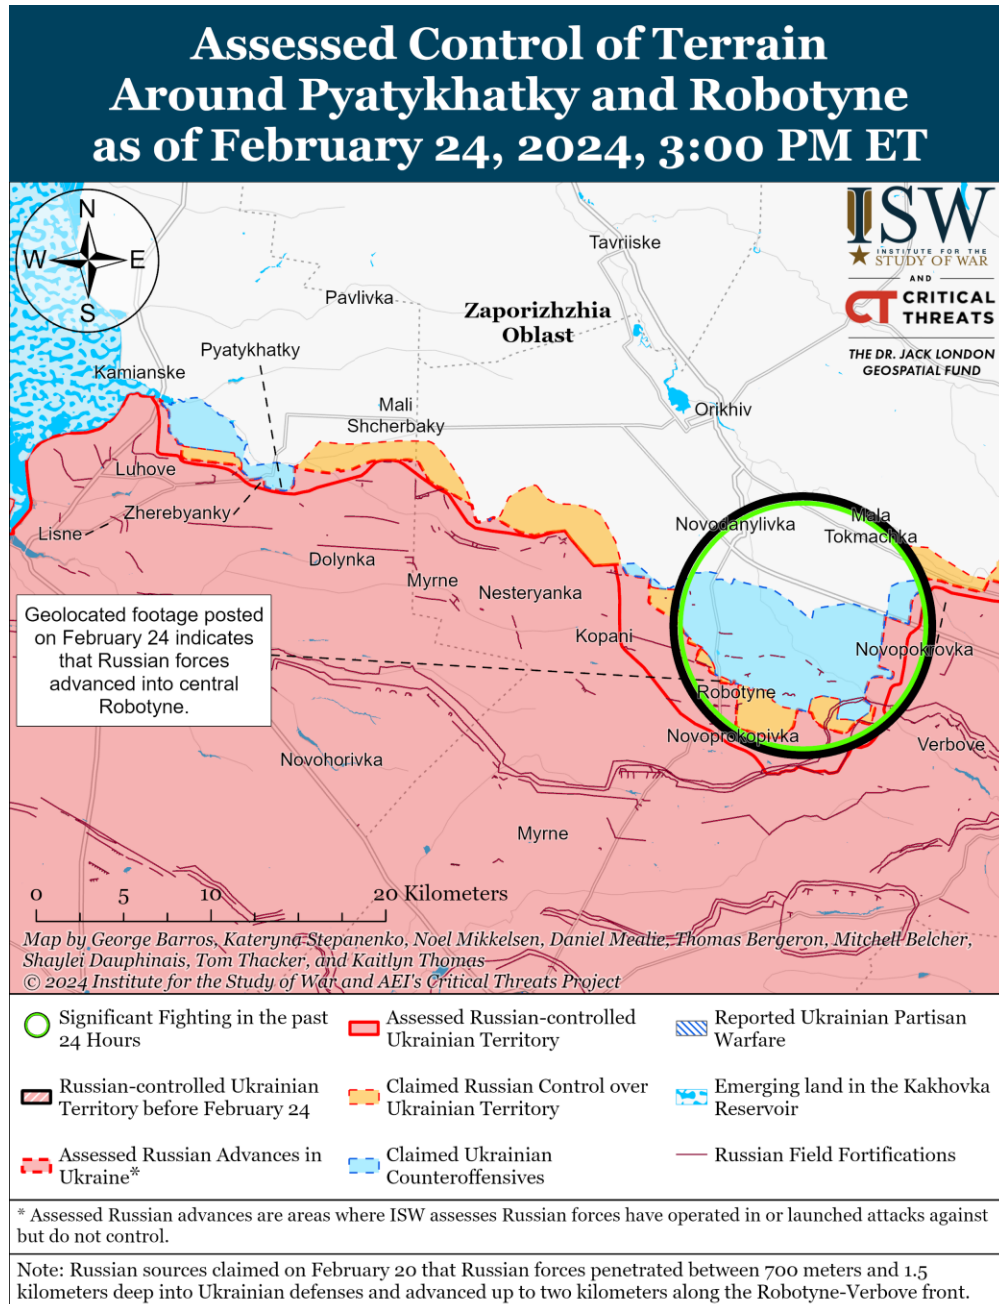 Assessed Control of Terrain
Around Pyatykhatky and Robotyne
as of February 24, 2024, 3:00 PM ET
N
W E
S
ISW
INSTITUTE FOR THE
STUDY OF WAR
AND
CT CRITICAL
THREATS
THE DR. JACK LONDON
GEOSPATIAL FUND
Tavriiske
Pavlivka
Zaporizhzhia
Oblast
Pyatykhatky
Kamianske
Mali
Shcherbaky
Orikhiv
Luhove
Zherebyanky
Lisne
Novodanylivka
Mala
Tokmachka
Dolynka
Myrne
Nesteryanka
Geolocated footage posted
on February 24 indicates
that Russian forces
advanced into central
Robotyne.
Kopani
Novopokrovka
Robotyne
Novoprokopivka
Verbove
Novohorivka
Myrne
0 5 10 20 Kilometers
Map by George Barros, Kateryna Stepanenko, Noel Mikkelsen, Daniel Mealie, Thomas Bergeron, Mitchell Belcher,
Shaylei Dauphinais, Tom Thacker, and Kaitlyn Thomas
© 2024 Institute for the Study of War and AEI's Critical Threats Project
Significant Fighting in the past
24 Hours
Assessed Russian-controlled
Ukrainian Territory
Reported Ukrainian Partisan
Warfare
Russian-controlled Ukrainian
Territory before February 24
Claimed Russian Control over
Ukrainian Territory
Emerging land in the Kakhovka
Reservoir
Assessed Russian Advances in
Ukraine*
Claimed Ukrainian
Counteroffensives
Russian Field Fortifications
* Assessed Russian advances are areas where ISW assesses Russian forces have operated in or launched attacks against
but do not control.
Note: Russian sources claimed on February 20 that Russian forces penetrated between 700 meters and 1.5
kilometers deep into Ukrainian defenses and advanced up to two kilometers along the Robotyne-Verbove front.